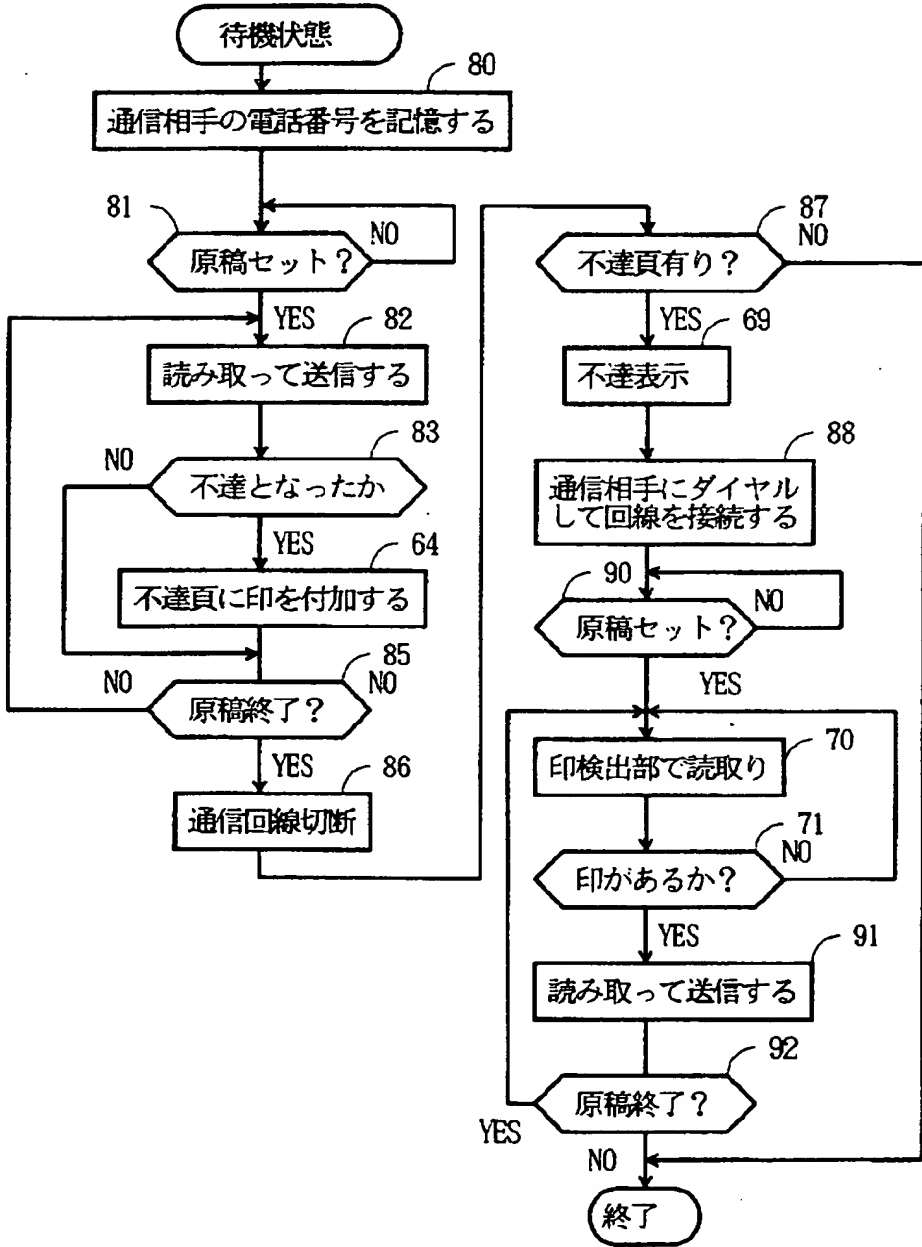 待機状態
80
通信相手の電話番号を記憶する
81
原稿セット？
NO
YES
82
読み取って送信する
83
NO
不達となったか
YES
64
不達頁に印を付加する
85
NO
NO
原稿終了？
YES
86
通信回線切断
87
NO
不達頁有り？
YES
69
不達表示
88
通信相手にダイヤル
して回線を接続する
90
NO
原稿セット？
YES
70
印検出部で読取り
71
NO
印があるか？
YES
91
読み取って送信する
92
原稿終了？
YES
NO
終了